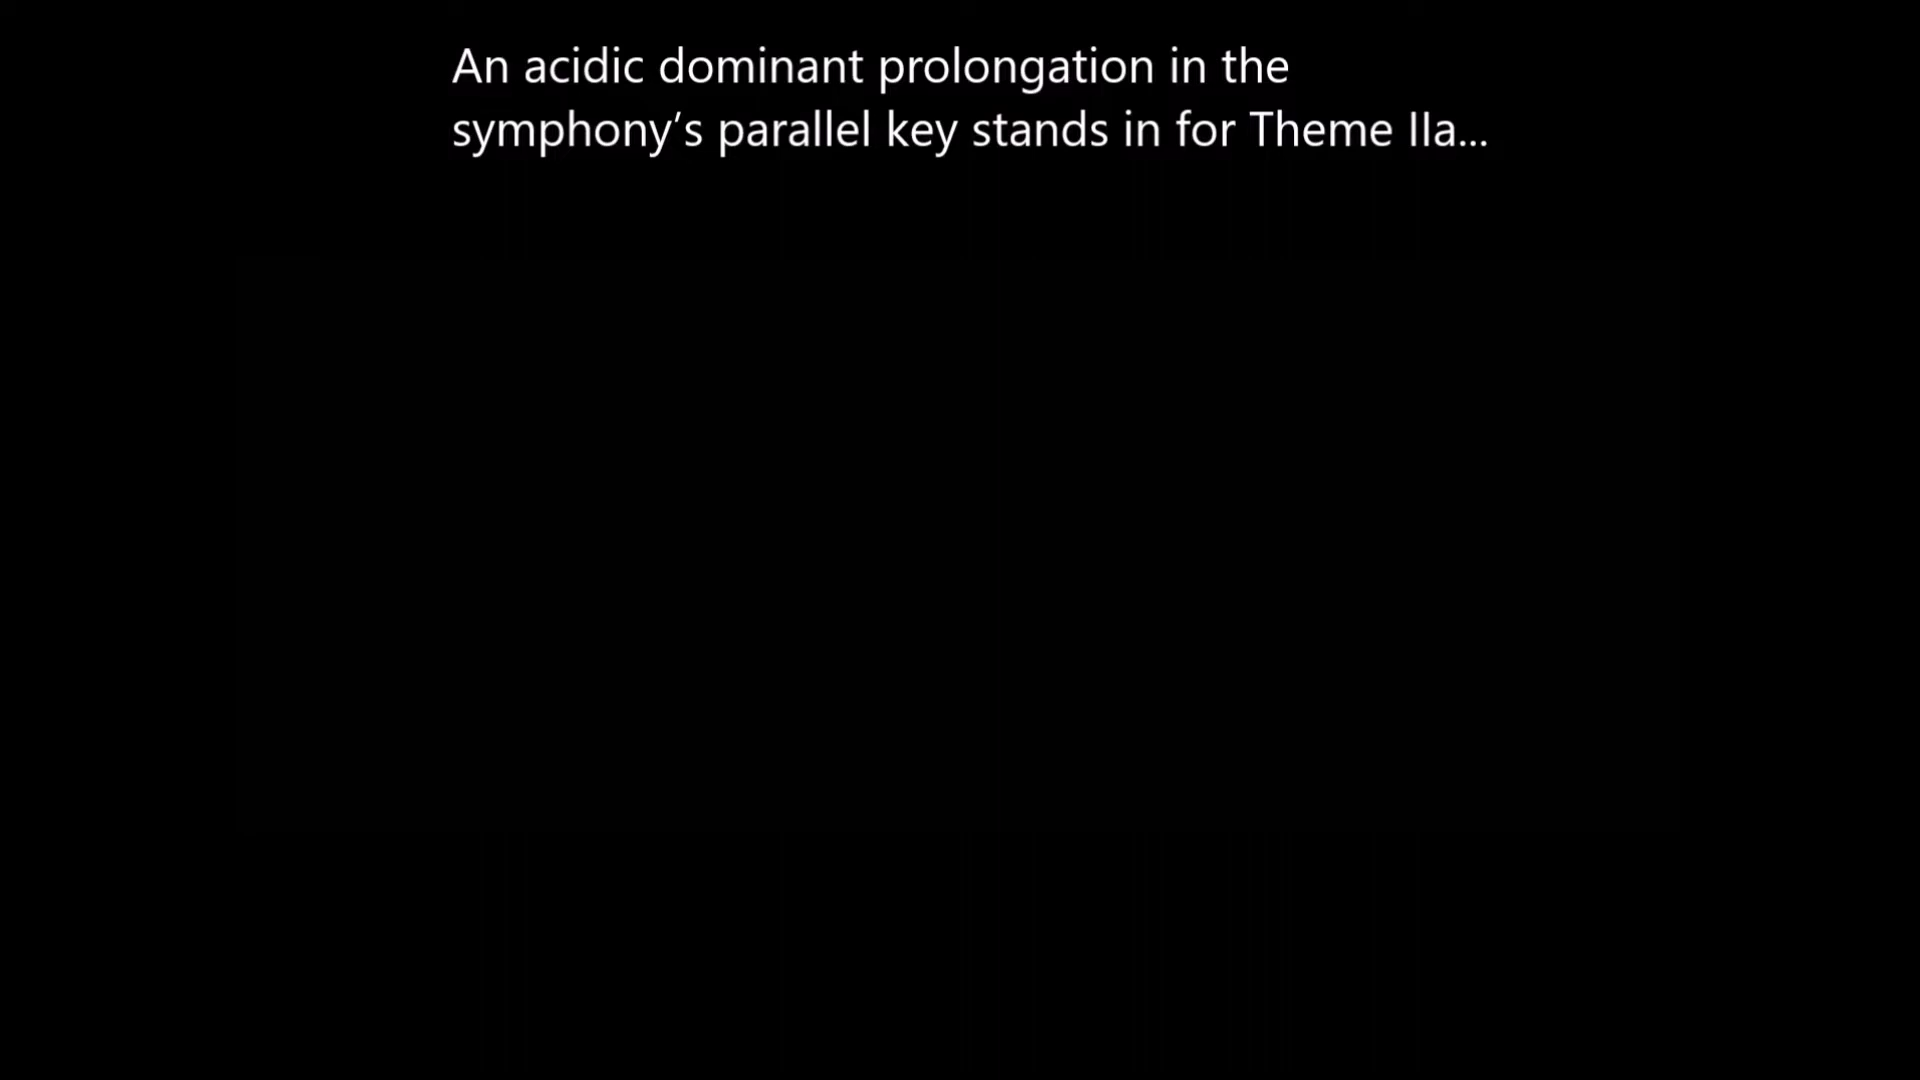 An acidic dominant prolongation in the
symphony’s parallel key stands in for Theme IIa...